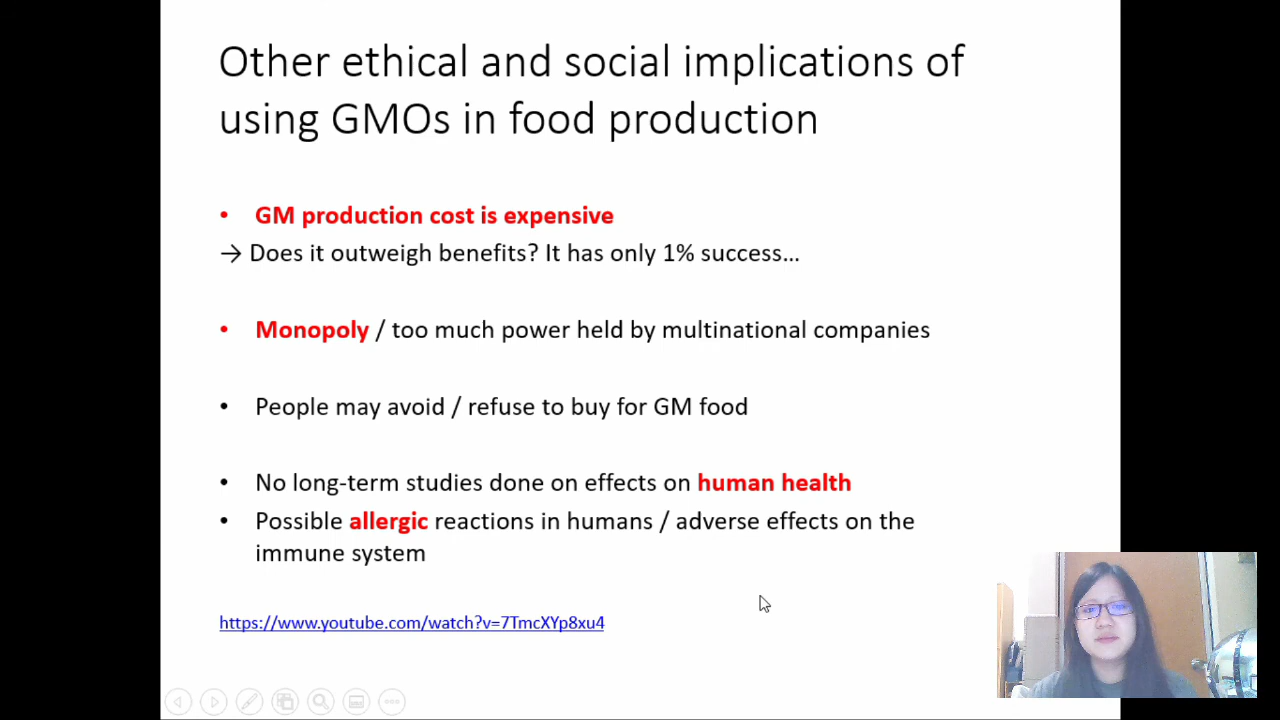 Other ethical and social implications of
using GMOs in food production
• GM production cost is expensive
→ Does it outweigh benefits? It has only 1% success…
• Monopoly / too much power held by multinational companies
• People may avoid / refuse to buy for GM food
• No long-term studies done on effects on human health
• Possible allergic reactions in humans / adverse effects on the
immune system
https://www.youtube.com/watch?v=7TmcXYp8xu4